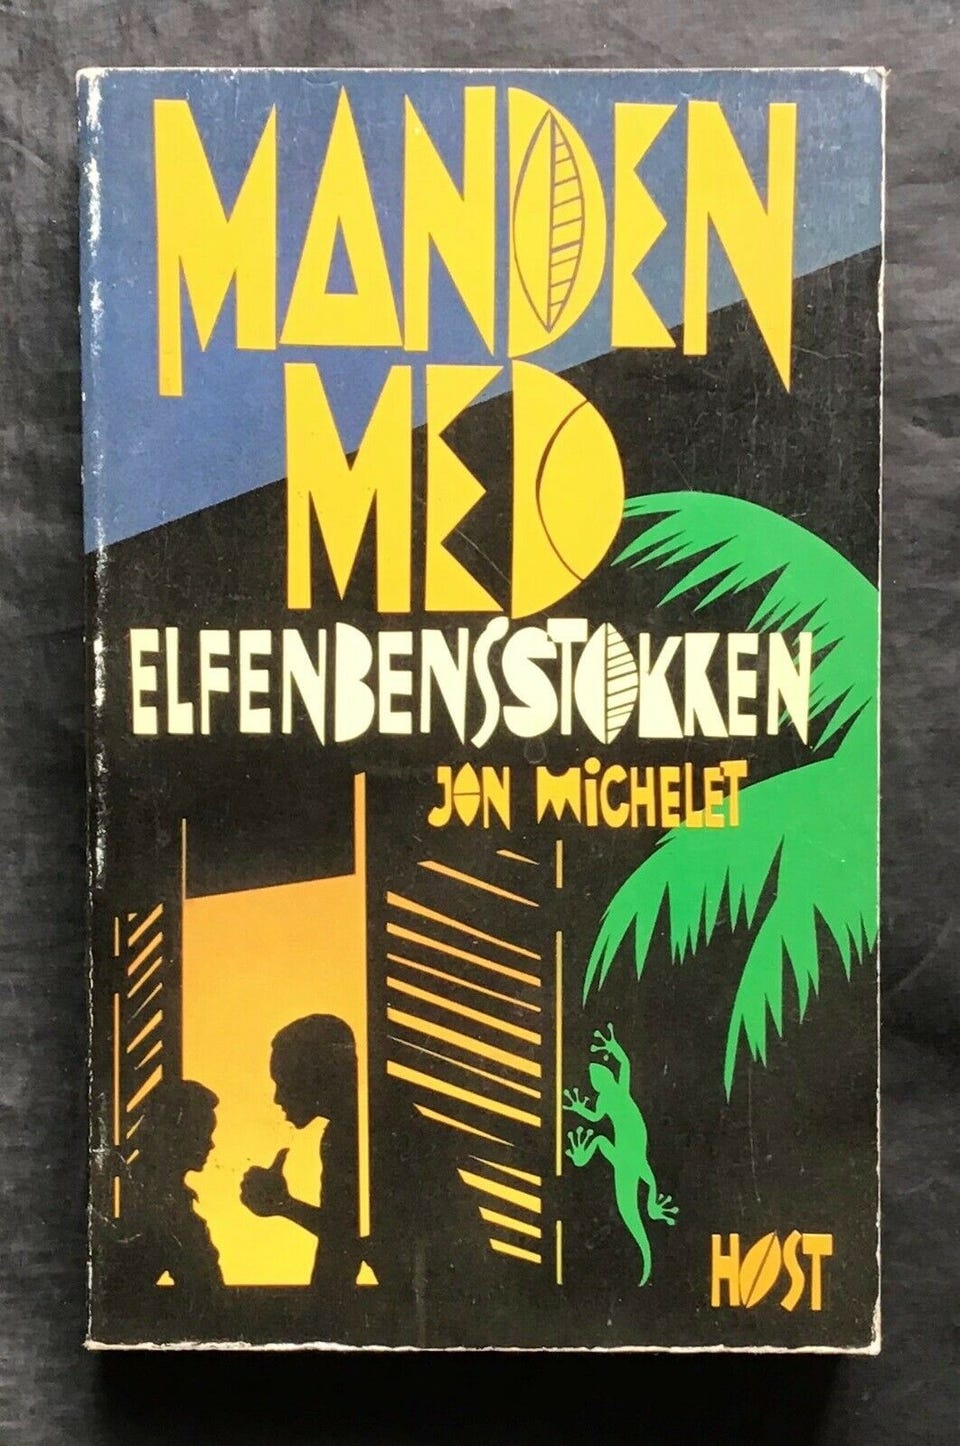 MANDEN
MED
ELFENBENSSTOKKEN
JON MiCHELET
HØST